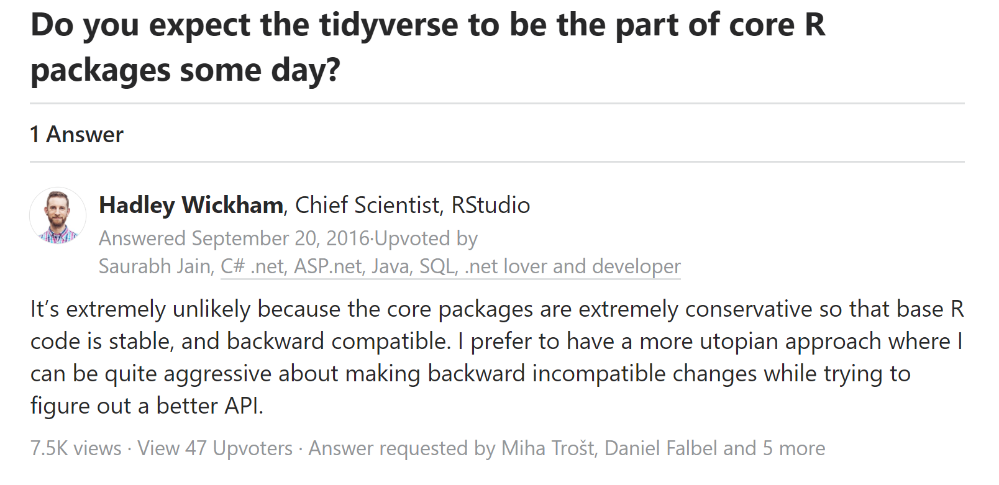 Do you expect the tidyverse to be the part of core R
packages some day?
1 Answer
Hadley Wickham, Chief Scientist, RStudio
Answered September 20, 2016·Upvoted by
Saurabh Jain, C# .net, ASP.net, Java, SQL, .net lover and developer
It’s extremely unlikely because the core packages are extremely conservative so that base R
code is stable, and backward compatible. I prefer to have a more utopian approach where I
can be quite aggressive about making backward incompatible changes while trying to
figure out a better API.
7.5K views · View 47 Upvoters · Answer requested by Miha Trošt, Daniel Falbel and 5 more